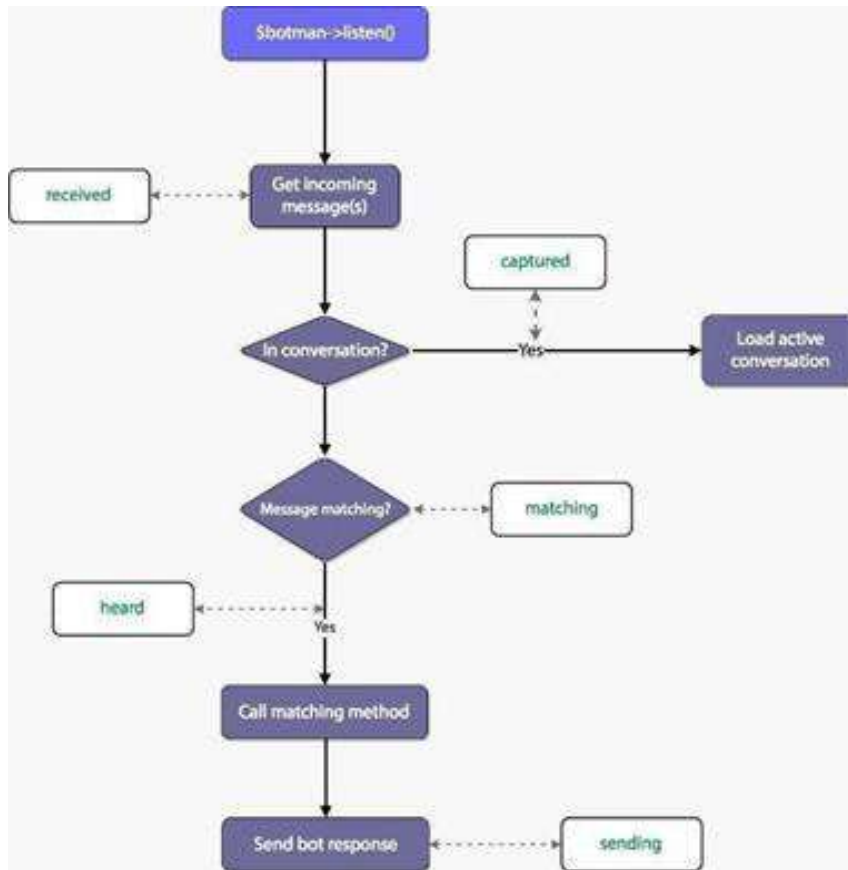 $botman->listen()
Get incoming
message(s)
received
captured
In conversation?
Yes
Load active
conversation
Message matching?
matching
heard
Yes
Call matching method
Send bot response
sending